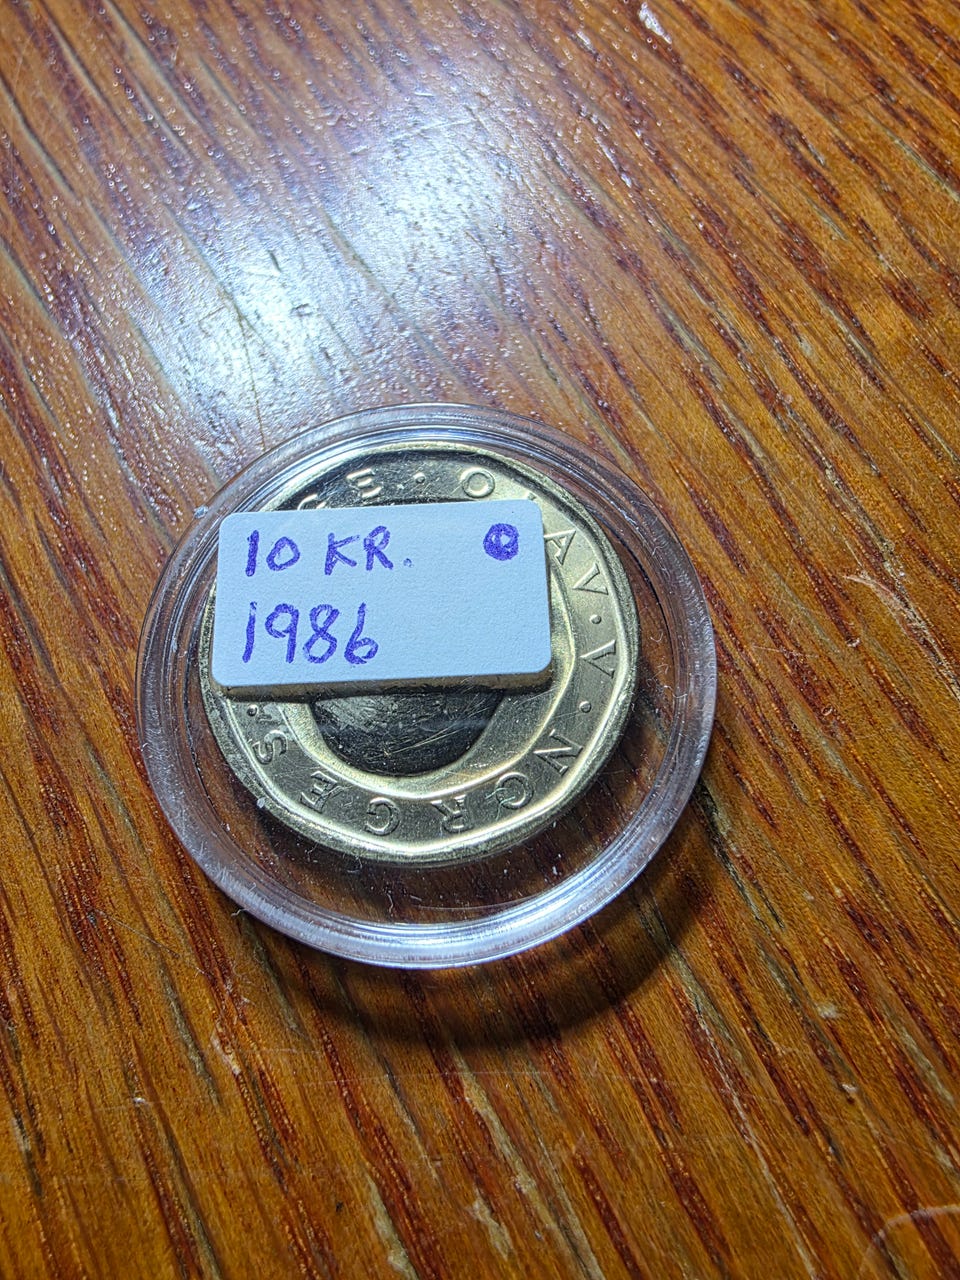 10 KR.
1986
OLAV · V · NORGES